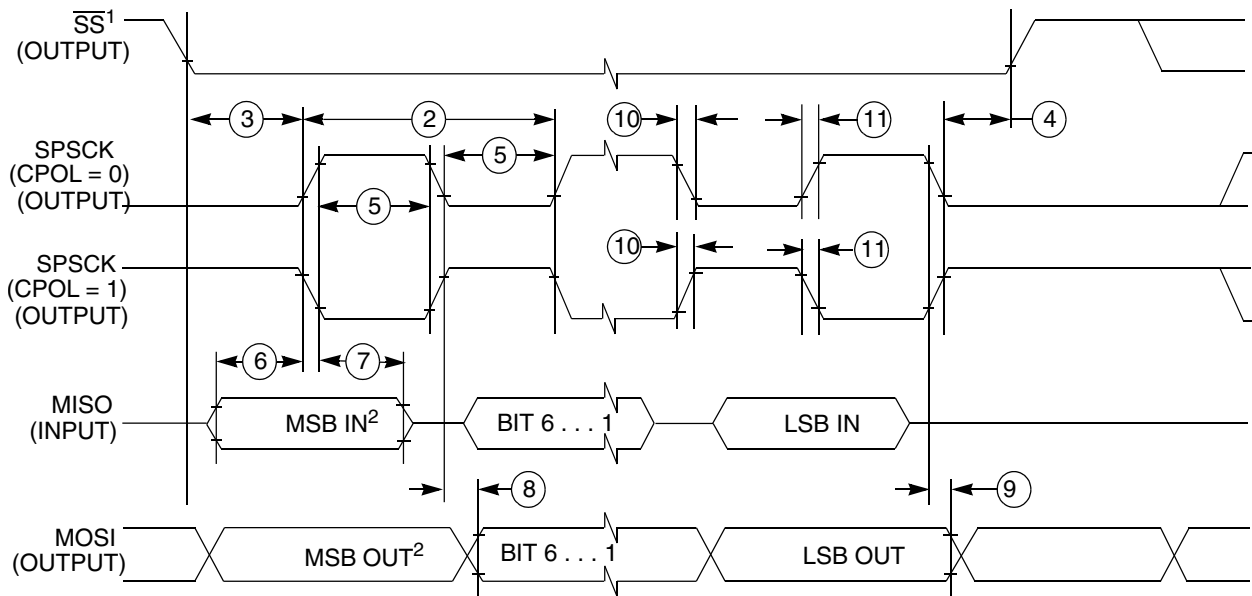 SS1
(OUTPUT)
3
2
10
11
4
SPSCK
(CPOL = 0)
(OUTPUT)
5
5
SPSCK
(CPOL = 1)
(OUTPUT)
10
11
6
7
MISO
(INPUT)
MSB IN2
BIT 6 . . . 1
LSB IN
8
9
MOSI
(OUTPUT)
MSB OUT2
BIT 6 . . . 1
LSB OUT